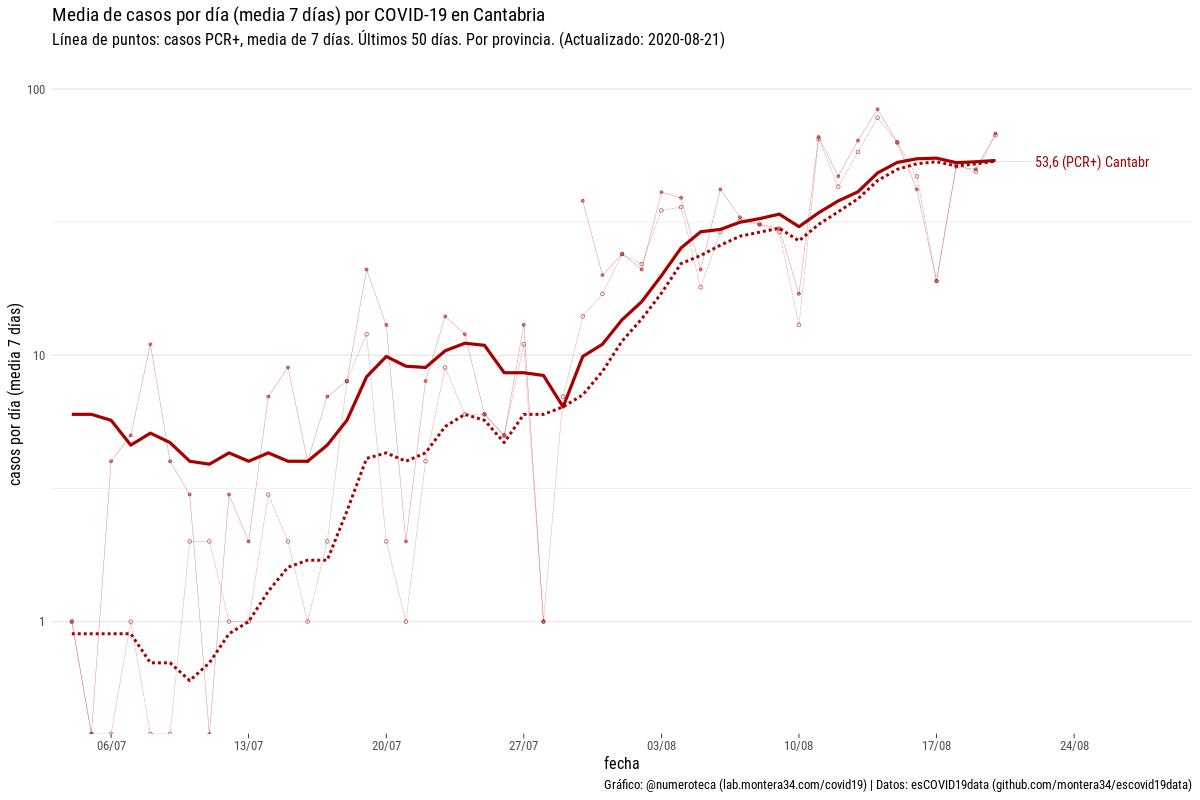 Media de casos por día (media 7 días) por COVID-19 en Cantabria
Línea de puntos: casos PCR+, media de 7 días. Últimos 50 días. Por provincia. (Actualizado: 2020-08-21)
casos por día (media 7 días)
100
10
1
53,6 (PCR+) Cantabr
06/07
13/07
20/07
27/07
03/08
10/08
17/08
24/08
fecha
Gráfico: @numeroteca (lab.montera34.com/covid19) | Datos: esCOVID19data (github.com/montera34/escovid19data)